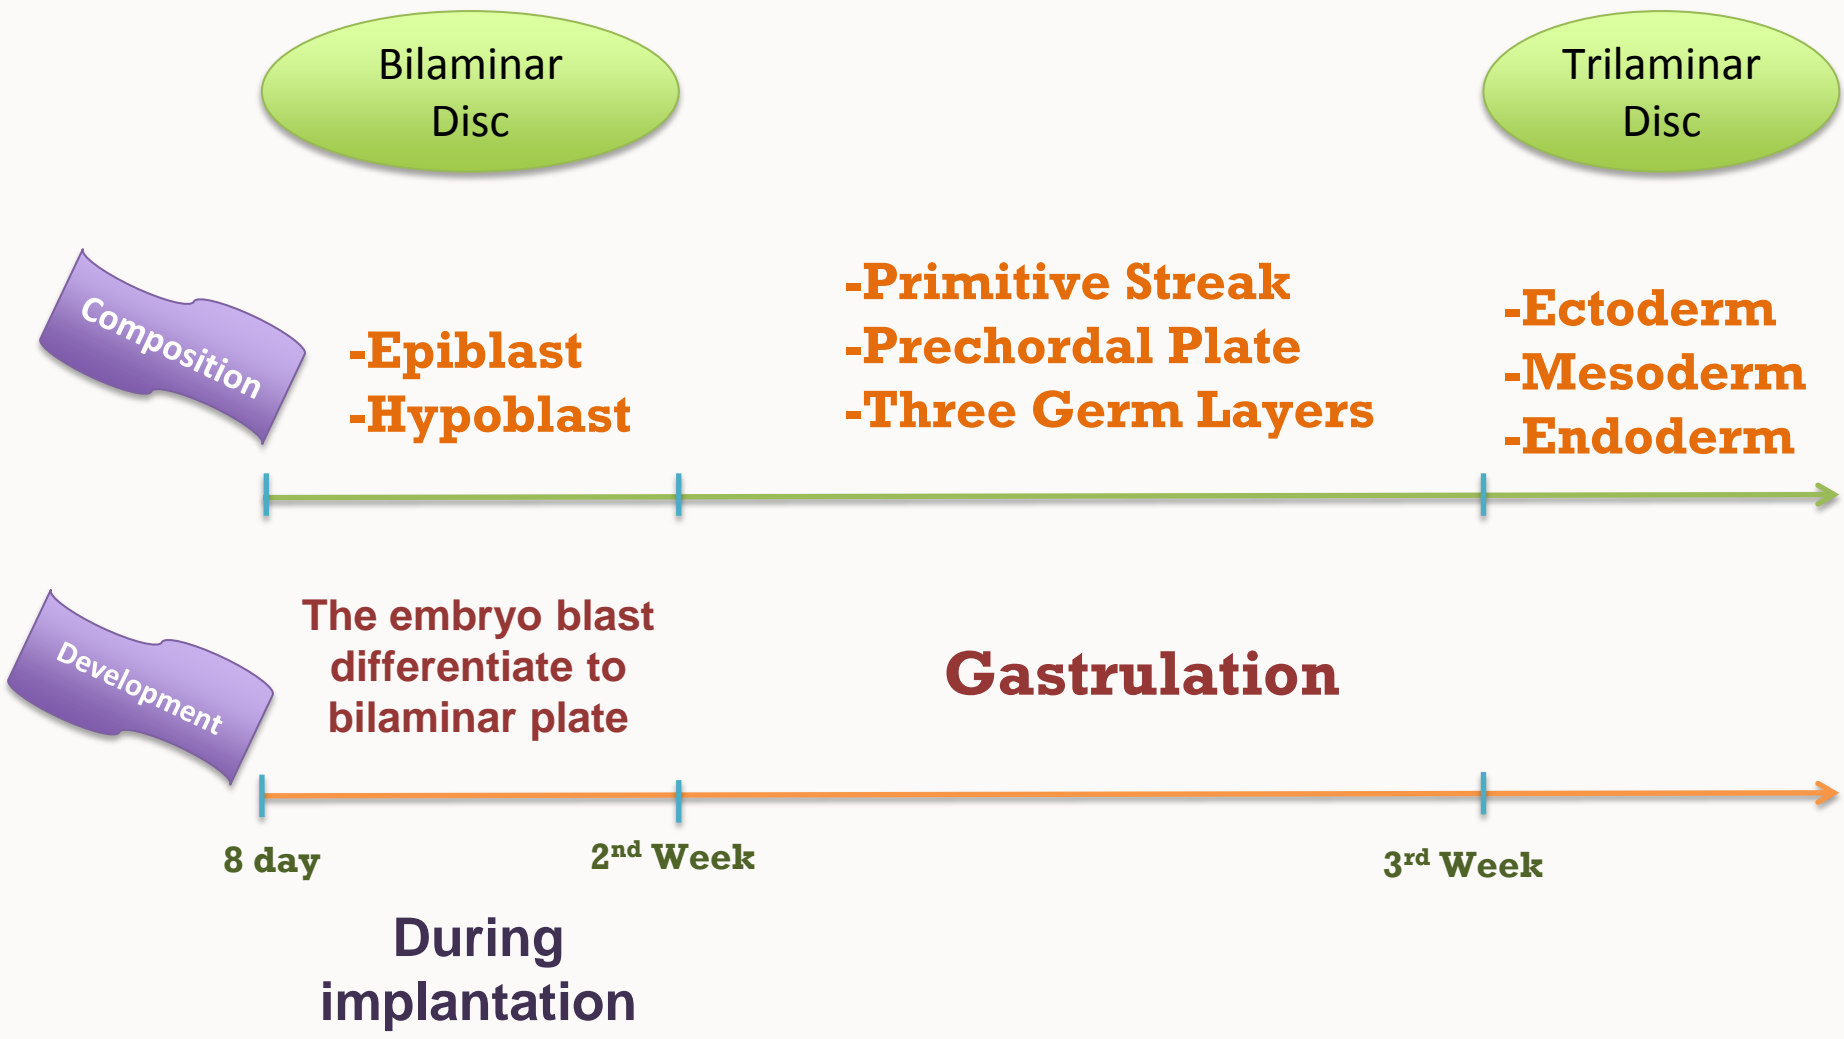 Bilaminar
Disc
Trilaminar
Disc
Composition
-Epiblast
-Hypoblast
-Primitive Streak
-Prechordal Plate
-Three Germ Layers
-Ectoderm
-Mesoderm
-Endoderm
Development
The embryo blast
differentiate to
bilaminar plate
Gastrulation
8 day
2nd Week
3rd Week
During
implantation